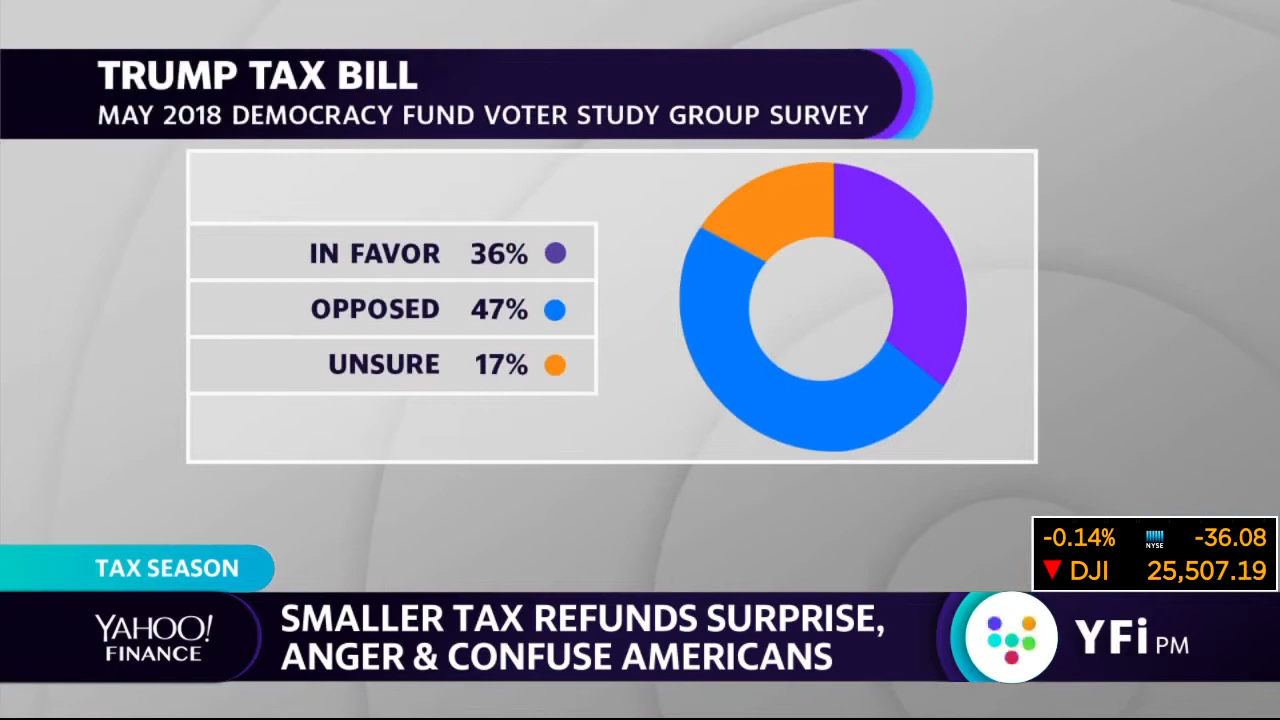 TRUMP TAX BILL
MAY 2018 DEMOCRACY FUND VOTER STUDY GROUP SURVEY
IN FAVOR 36%
OPPOSED 47%
UNSURE 17%
-0.14% NYSE -36.08
DJI 25,507.19
TAX SEASON
YAHOO!
FINANCE
SMALLER TAX REFUNDS SURPRISE,
ANGER & CONFUSE AMERICANS
YFi PM